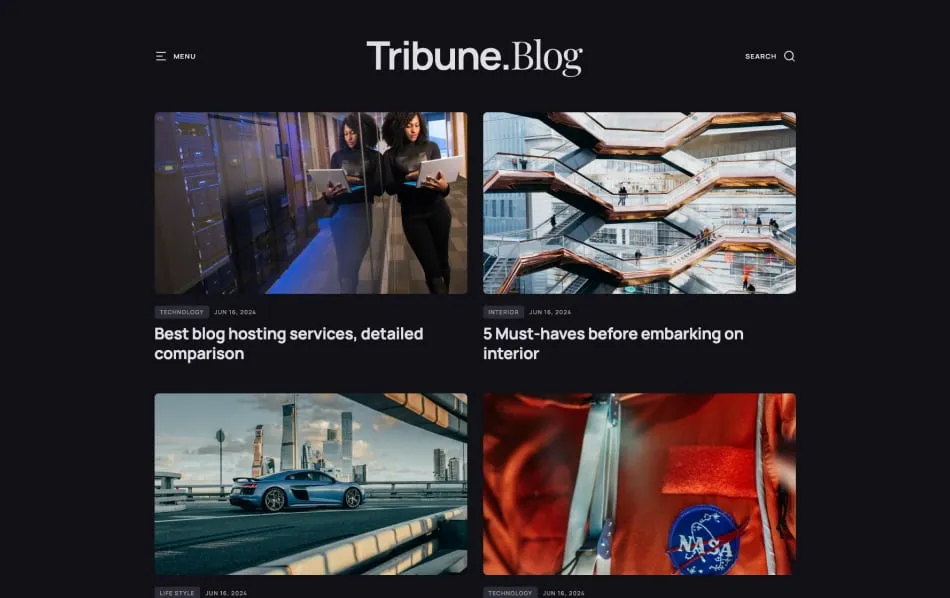 MENU
Tribune.Blog
SEARCH
TECHNOLOGY JUN 16, 2024
Best blog hosting services, detailed
comparison
INTERIOR JUN 16, 2024
5 Must-haves before embarking on
interior
NASA
LIFE STYLE JUN 16, 2024
TECHNOLOGY JUN 16, 2024